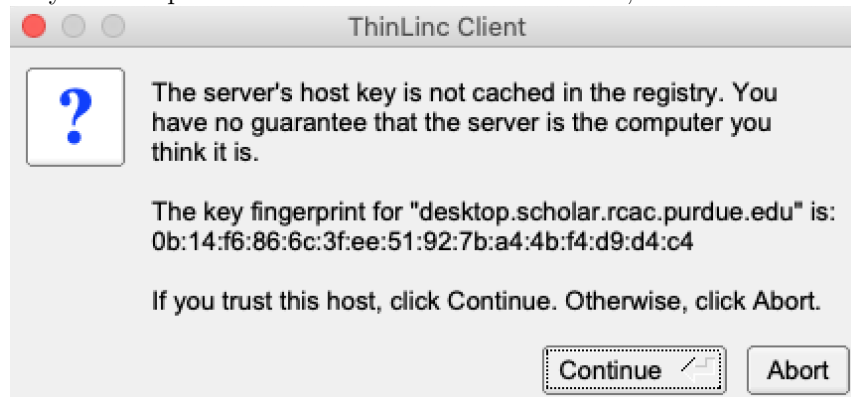 ThinLinc Client
?
The server's host key is not cached in the registry. You
have no guarantee that the server is the computer you
think it is.
The key fingerprint for "desktop.scholar.rcac.purdue.edu" is:
0b:14:f6:86:6c:3f:ee:51:92:7b:a4:4b:f4:d9:d4:c4
If you trust this host, click Continue. Otherwise, click Abort.
Continue Abort